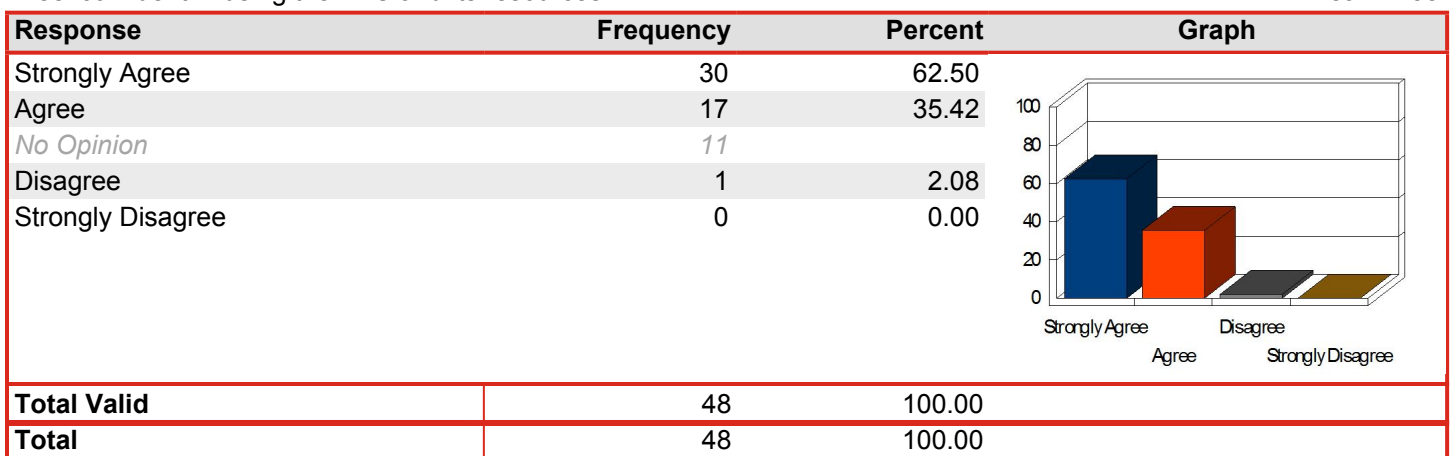 Response Frequency Percent Graph
Strongly Agree 30 62.50
Agree 17 35.42
No Opinion 11
Disagree 1 2.08
Strongly Disagree 0 0.00
100
80
60
40
20
0
Strongly Agree Disagree
Agree Strongly Disagree
Total Valid 48 100.00
Total 48 100.00